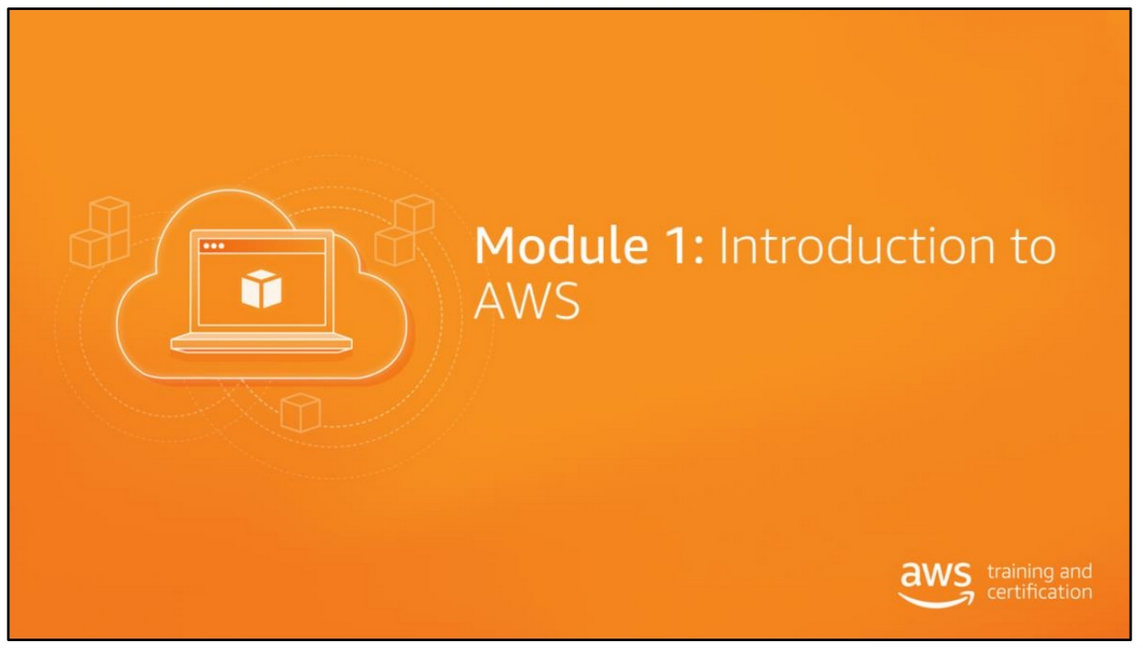 Module 1: Introduction to
AWS
aws training and
certification